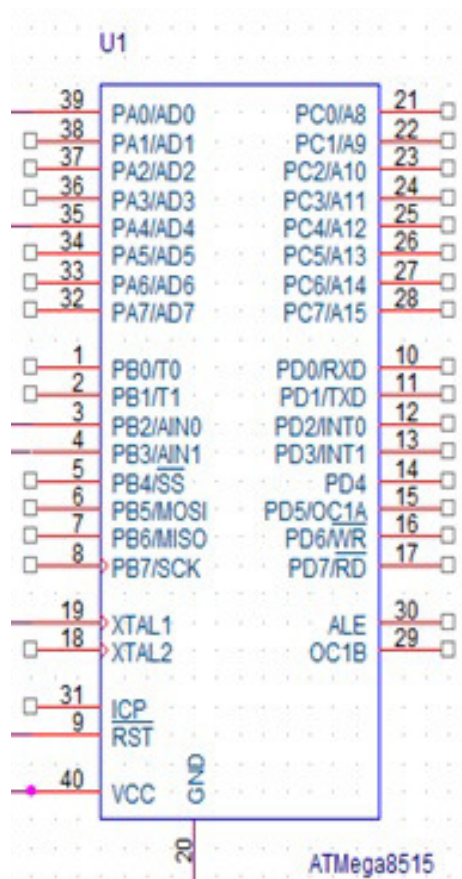 U1
39 PA0/AD0 PC0/A8 21
38 PA1/AD1 PC1/A9 22
37 PA2/AD2 PC2/A10 23
36 PA3/AD3 PC3/A11 24
35 PA4/AD4 PC4/A12 25
34 PA5/AD5 PC5/A13 26
33 PA6/AD6 PC6/A14 27
32 PA7/AD7 PC7/A15 28
1 PB0/T0 PD0/RXD 10
2 PB1/T1 PD1/TXD 11
3 PB2/AIN0 PD2/INT0 12
4 PB3/AIN1 PD3/INT1 13
5 PB4/SS PD4 14
6 PB5/MOSI PD5/OC1A 15
7 PB6/MISO PD6/WR 16
8 PB7/SCK PD7/RD 17
19 XTAL1 ALE 30
18 XTAL2 OC1B 29
31 ICP
9 RST
40 VCC GND
20
ATMega8515